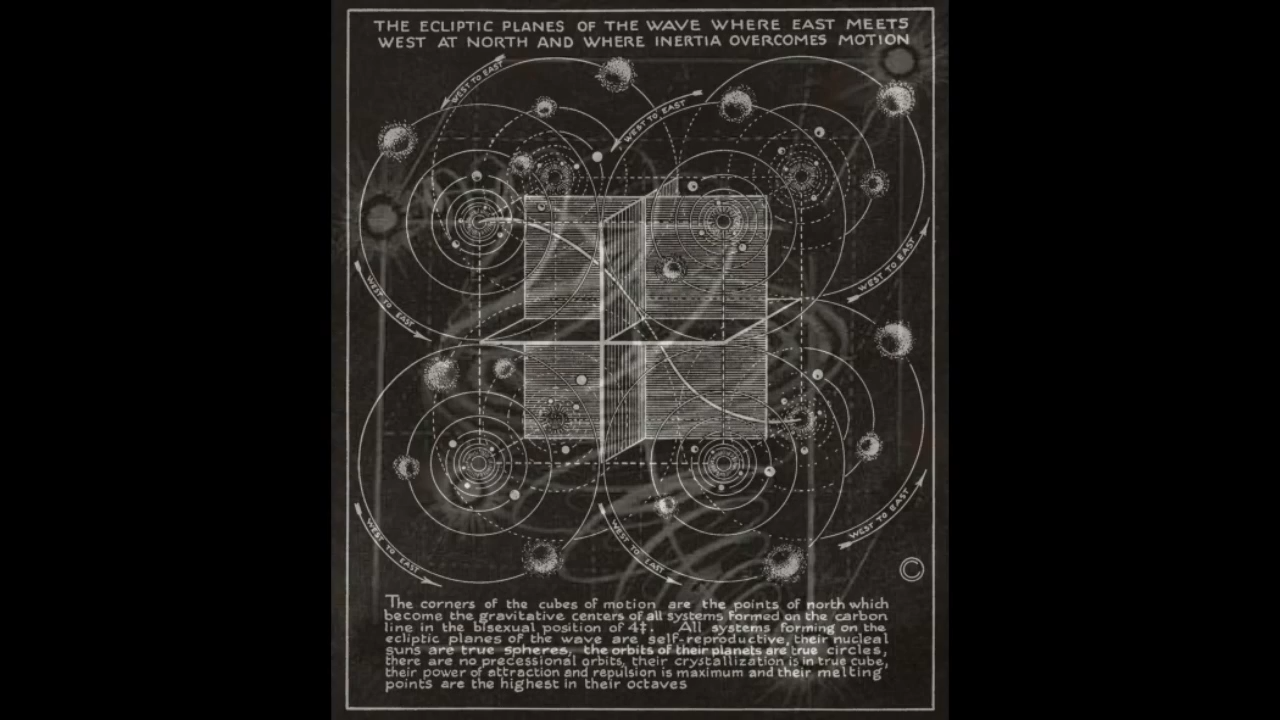 THE ECLIPTIC PLANES OF THE WAVE WHERE EAST MEETS
WEST AT NORTH AND WHERE INERTIA OVERCOMES MOTION
WEST TO EAST
WEST TO EAST
WEST TO EAST
WEST TO EAST
WEST TO EAST
WEST TO EAST
WEST TO EAST
©
The corners of the cubes of motion are the points of north which
become the gravitative centers of all systems formed on the carbon
line in the bisexual position of 4‡. All systems forming on the
ecliptic planes of the wave are self-reproductive, their nucleal
suns are true spheres, the orbits of their planets are true circles,
there are no precessional orbits, their crystallization is in true cube,
their power of attraction and repulsion is maximum and their melting
points are the highest in their octaves